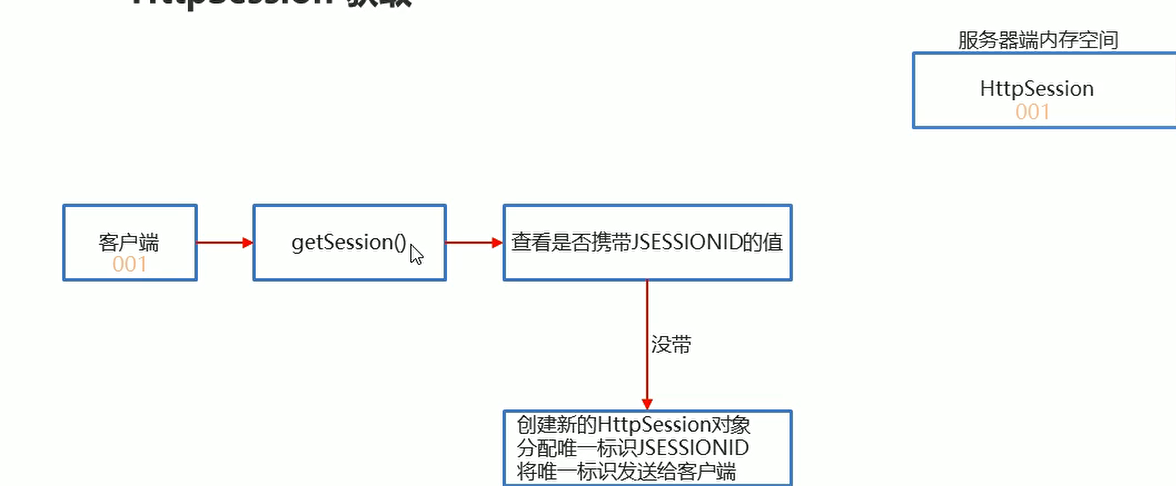 HttpSession 获取
服务器端内存空间
HttpSession
001
客户端
001
getSession()
查看是否携带JSESSIONID的值
没带
创建新的HttpSession对象
分配唯一标识JSESSIONID
将唯一标识发送给客户端